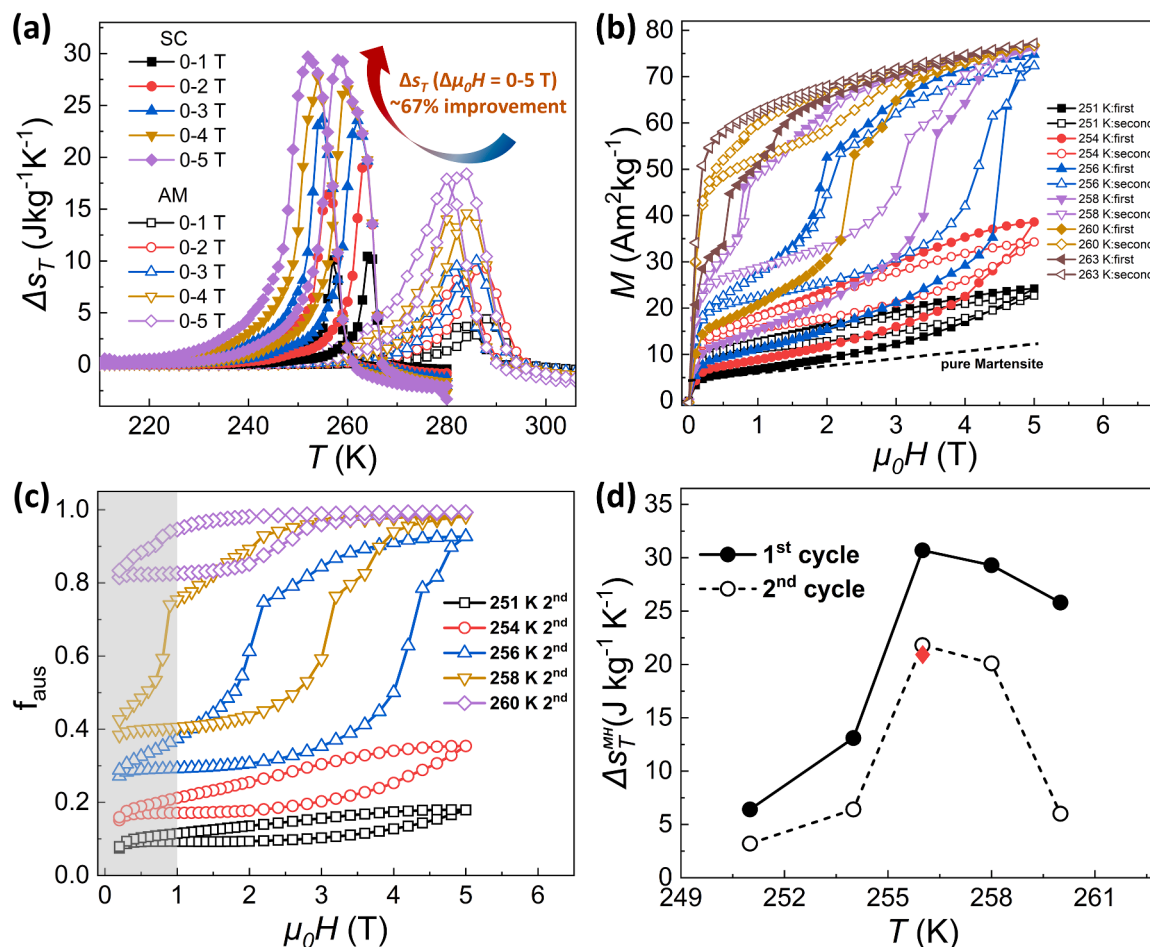 (a)
SC
0-1 T
0-2 T
0-3 T
0-4 T
0-5 T
AM
0-1 T
0-2 T
0-3 T
0-4 T
0-5 T
Δs_T (Δμ₀H = 0-5 T)
~67% improvement
30
25
20
15
10
5
0
Δs_T (Jkg⁻¹K⁻¹)
220 240 260 280 300
T (K)
(b)
80
70
60
50
40
30
20
10
0
M (Am²kg⁻¹)
251 K:first
251 K:second
254 K:first
254 K:second
256 K:first
256 K:second
258 K:first
258 K:second
260 K:first
260 K:second
263 K:first
263 K:second
pure Martensite
0 1 2 3 4 5 6
μ₀H (T)
(c)
1.0
0.8
0.6
0.4
0.2
0.0
f_aus
251 K 2ⁿᵈ
254 K 2ⁿᵈ
256 K 2ⁿᵈ
258 K 2ⁿᵈ
260 K 2ⁿᵈ
0 1 2 3 4 5 6
μ₀H (T)
(d)
35
30
25
20
15
10
5
0
Δs_T^MH (J kg⁻¹ K⁻¹)
1ˢᵗ cycle
2ⁿᵈ cycle
249 252 255 258 261
T (K)